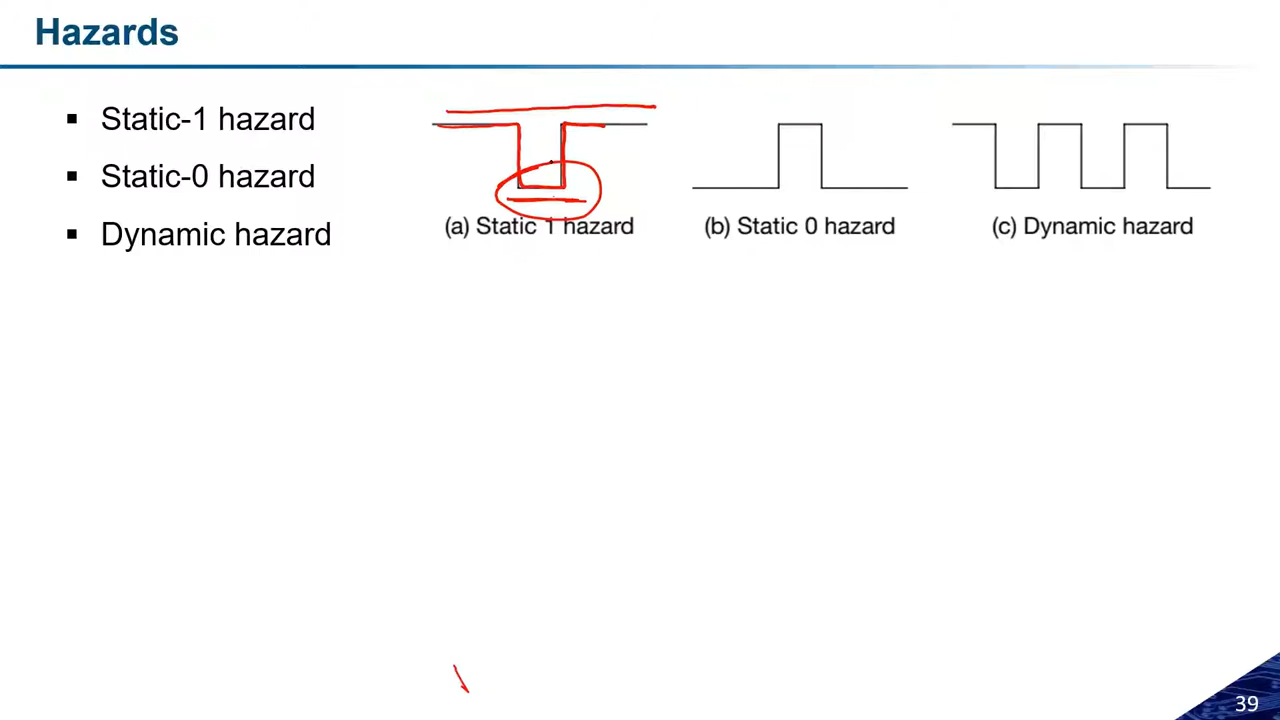 Hazards
▪ Static-1 hazard
▪ Static-0 hazard
▪ Dynamic hazard
(a) Static 1 hazard
(b) Static 0 hazard
(c) Dynamic hazard
39